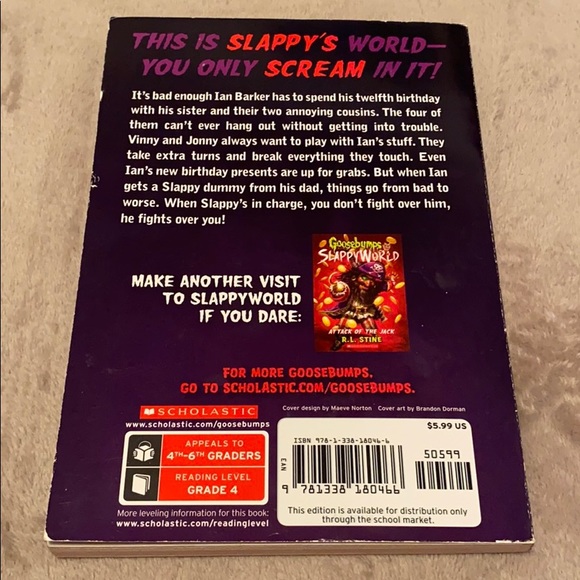 THIS IS SLAPPY'S WORLD—
YOU ONLY SCREAM IN IT!
It's bad enough Ian Barker has to spend his twelfth birthday
with his sister and their two annoying cousins. The four of
them can't ever hang out without getting into trouble.
Vinny and Jonny always want to play with Ian's stuff. They
take extra turns and break everything they touch. Even
Ian's new birthday presents are up for grabs. But when Ian
gets a Slappy dummy from his dad, things go from bad to
worse. When Slappy's in charge, you don't fight over him,
he fights over you!
Goosebumps
SlappyWorld
ATTACK OF THE JACK
R.L. STINE
MAKE ANOTHER VISIT
TO SLAPPYWORLD
IF YOU DARE:
FOR MORE GOOSEBUMPS,
GO TO SCHOLASTIC.COM/GOOSEBUMPS.
SCHOLASTIC
www.scholastic.com/goosebumps
Cover design by Maeve Norton Cover art by Brandon Dorman
APPEALS TO
4TH–6TH GRADERS
READING LEVEL
GRADE 4
More leveling information for this book:
www.scholastic.com/readinglevel
$5.99 US
ISBN 978-1-338-18046-6
50599
EAN
9 781338 180466
This edition is available for distribution only
through the school market.